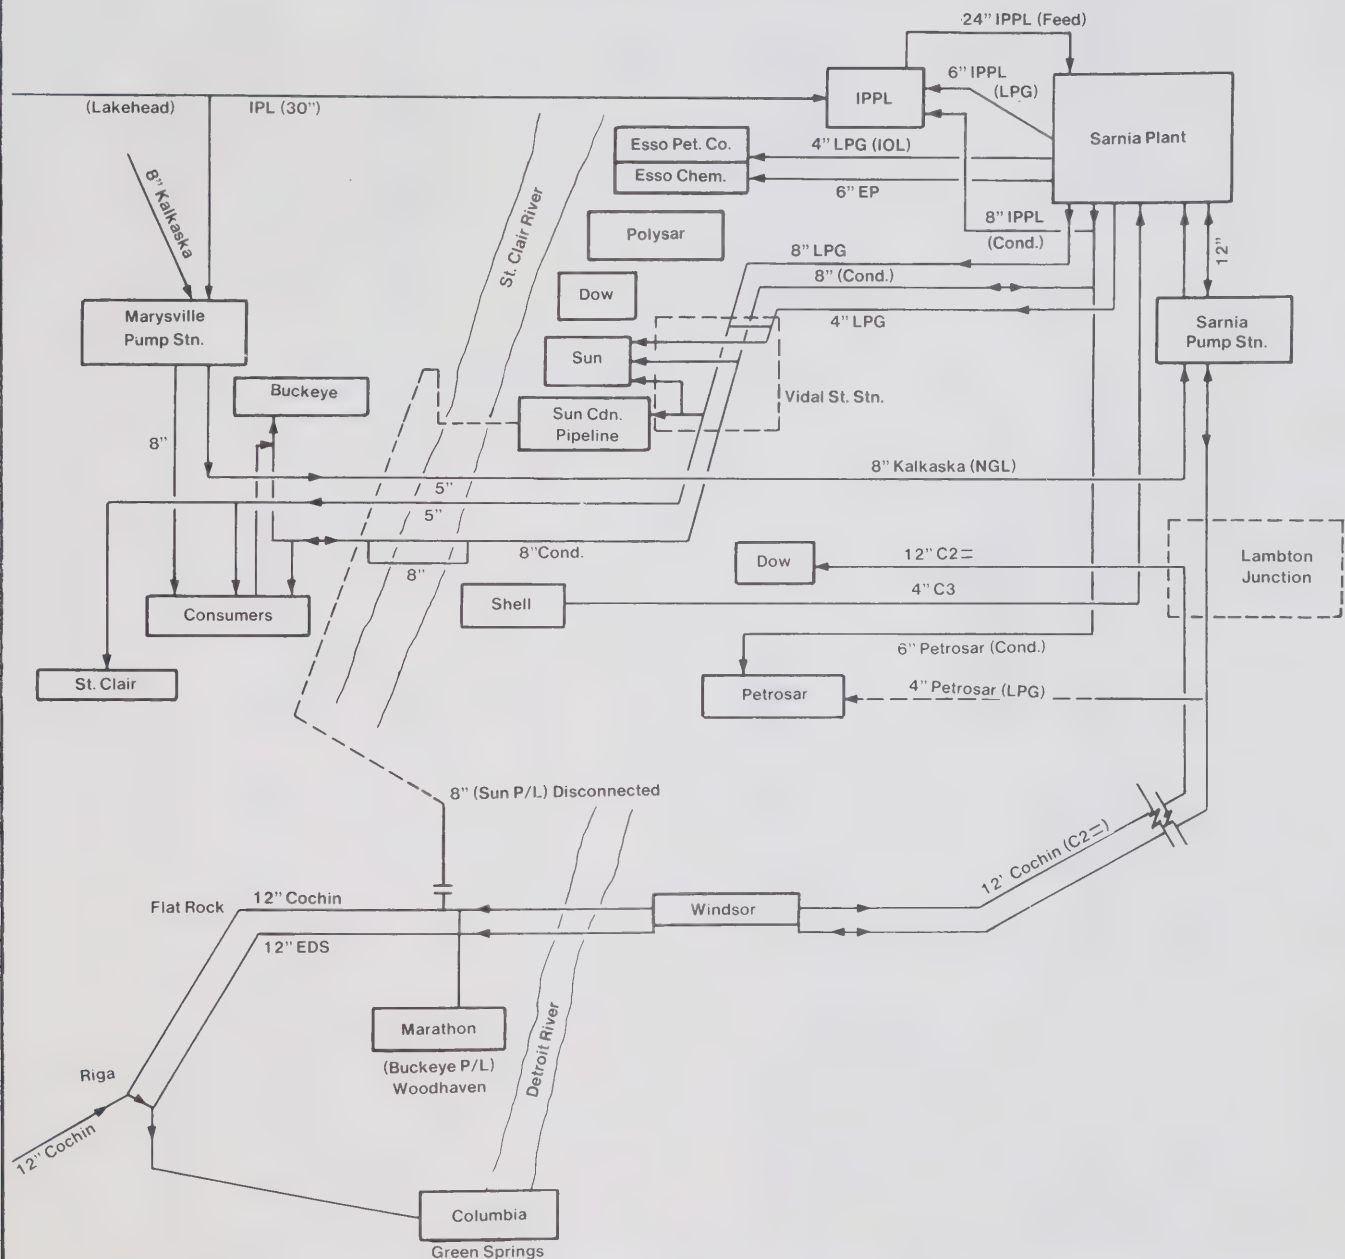 24" IPPL (Feed)
6" IPPL
(LPG)
IPPL
Sarnia Plant
(Lakehead)
IPL (30")
Esso Pet. Co.
4" LPG (IOL)
Esso Chem.
6" EP
8" Kalkaska
St. Clair River
Polysar
8" IPPL
(Cond.)
12"
8" LPG
8" (Cond.)
Dow
4" LPG
Marysville
Pump Stn.
Sarnia
Pump Stn.
Sun
Vidal St. Stn.
Buckeye
Sun Cdn.
Pipeline
8"
8" Kalkaska (NGL)
5"
5"
8"Cond.
8"
Dow
12" C2=
Lambton
Junction
Consumers
Shell
4" C3
6" Petrosar (Cond.)
St. Clair
Petrosar
4" Petrosar (LPG)
8" (Sun P/L) Disconnected
12' Cochin (C2=)
Flat Rock
12" Cochin
Windsor
12" EDS
Marathon
(Buckeye P/L)
Woodhaven
Detroit River
Riga
12" Cochin
Columbia
Green Springs